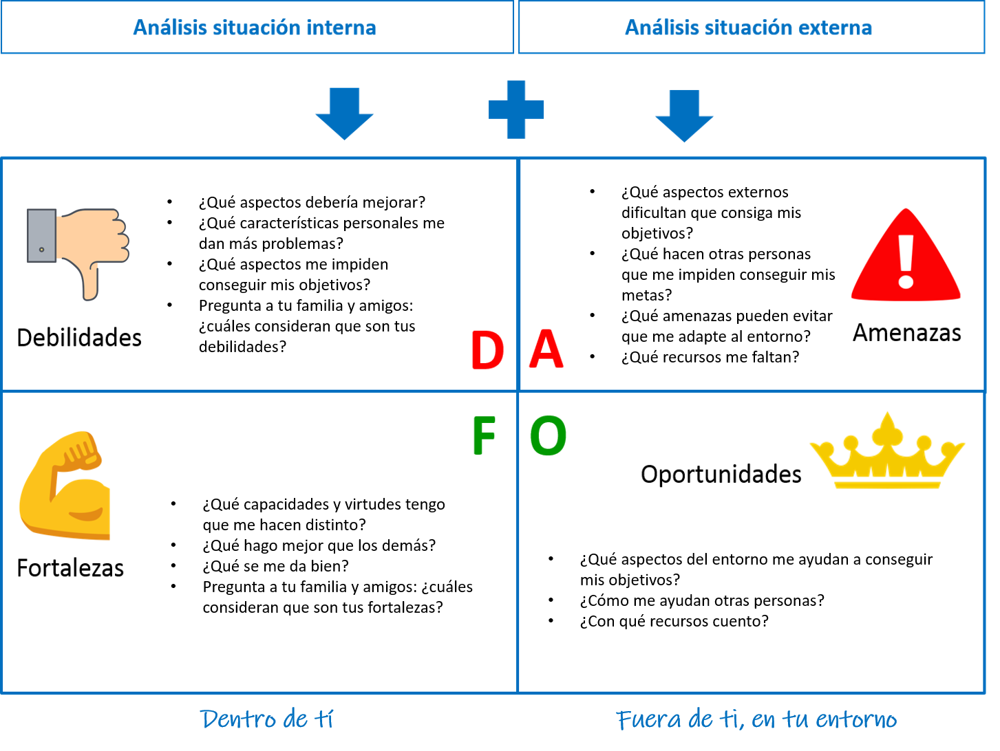 Análisis situación interna
Análisis situación externa
• ¿Qué aspectos debería mejorar?
• ¿Qué características personales me
dan más problemas?
• ¿Qué aspectos me impiden
conseguir mis objetivos?
• Pregunta a tu familia y amigos:
¿cuáles consideran que son tus
debilidades?
Debilidades
D
• ¿Qué aspectos externos
dificultan que consiga mis
objetivos?
• ¿Qué hacen otras personas
que me impiden conseguir mis
metas?
• ¿Qué amenazas pueden evitar
que me adapte al entorno?
• ¿Qué recursos me faltan?
!
Amenazas
A
F
• ¿Qué capacidades y virtudes tengo
que me hacen distinto?
• ¿Qué hago mejor que los demás?
• ¿Qué se me da bien?
• Pregunta a tu familia y amigos: ¿cuáles
consideran que son tus fortalezas?
Fortalezas
O
Oportunidades
• ¿Qué aspectos del entorno me ayudan a conseguir
mis objetivos?
• ¿Cómo me ayudan otras personas?
• ¿Con qué recursos cuento?
Dentro de tí
Fuera de ti, en tu entorno